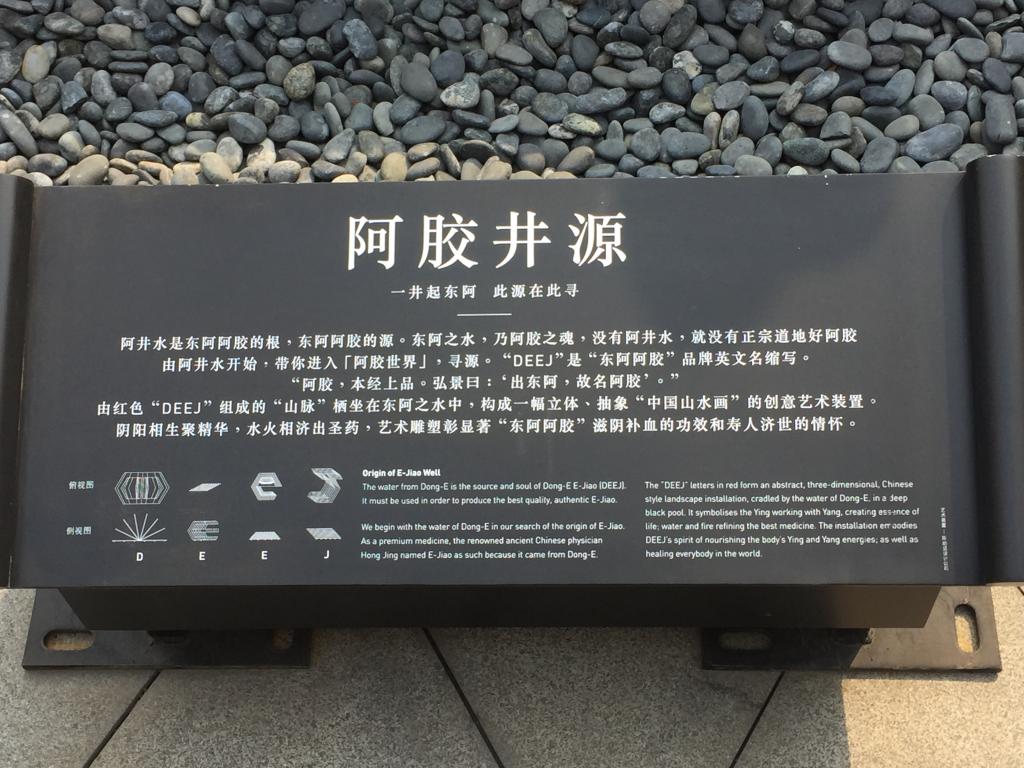 阿胶井源
一井起东阿 此源在此寻
阿井水是东阿阿胶的根，东阿阿胶的源。东阿之水，乃阿胶之魂，没有阿井水，就没有正宗道地好阿胶
由阿井水开始，带你进入「阿胶世界」，寻源。“DEEJ”是“东阿阿胶”品牌英文名缩写。
“阿胶，本经上品。弘景曰：‘出东阿，故名阿胶’。”
由红色“DEEJ”组成的“山脉”栖坐在东阿之水中，构成一幅立体、抽象“中国山水画”的创意艺术装置。
阴阳相生聚精华，水火相济出圣药，艺术雕塑彰显著“东阿阿胶”滋阴补血的功效和寿人济世的情怀。
俯视图
侧视图
D E E J
Origin of E-Jiao Well
The water from Dong-E is the source and soul of Dong-E E-Jiao (DEEJ).
It must be used in order to produce the best quality, authentic E-Jiao.
We begin with the water of Dong-E in our search of the origin of E-Jiao.
As a premium medicine, the renowned ancient Chinese physician
Hong Jing named E-Jiao as such because it came from Dong-E.
The "DEEJ" letters in red form an abstract, three-dimensional, Chinese
style landscape installation, cradled by the water of Dong-E, in a deep
black pool. It symbolises the Ying working with Yang, creating essence of
life; water and fire refining the best medicine. The installation embodies
DEEJ's spirit of nourishing the body's Ying and Yang energies; as well as
healing everybody in the world.